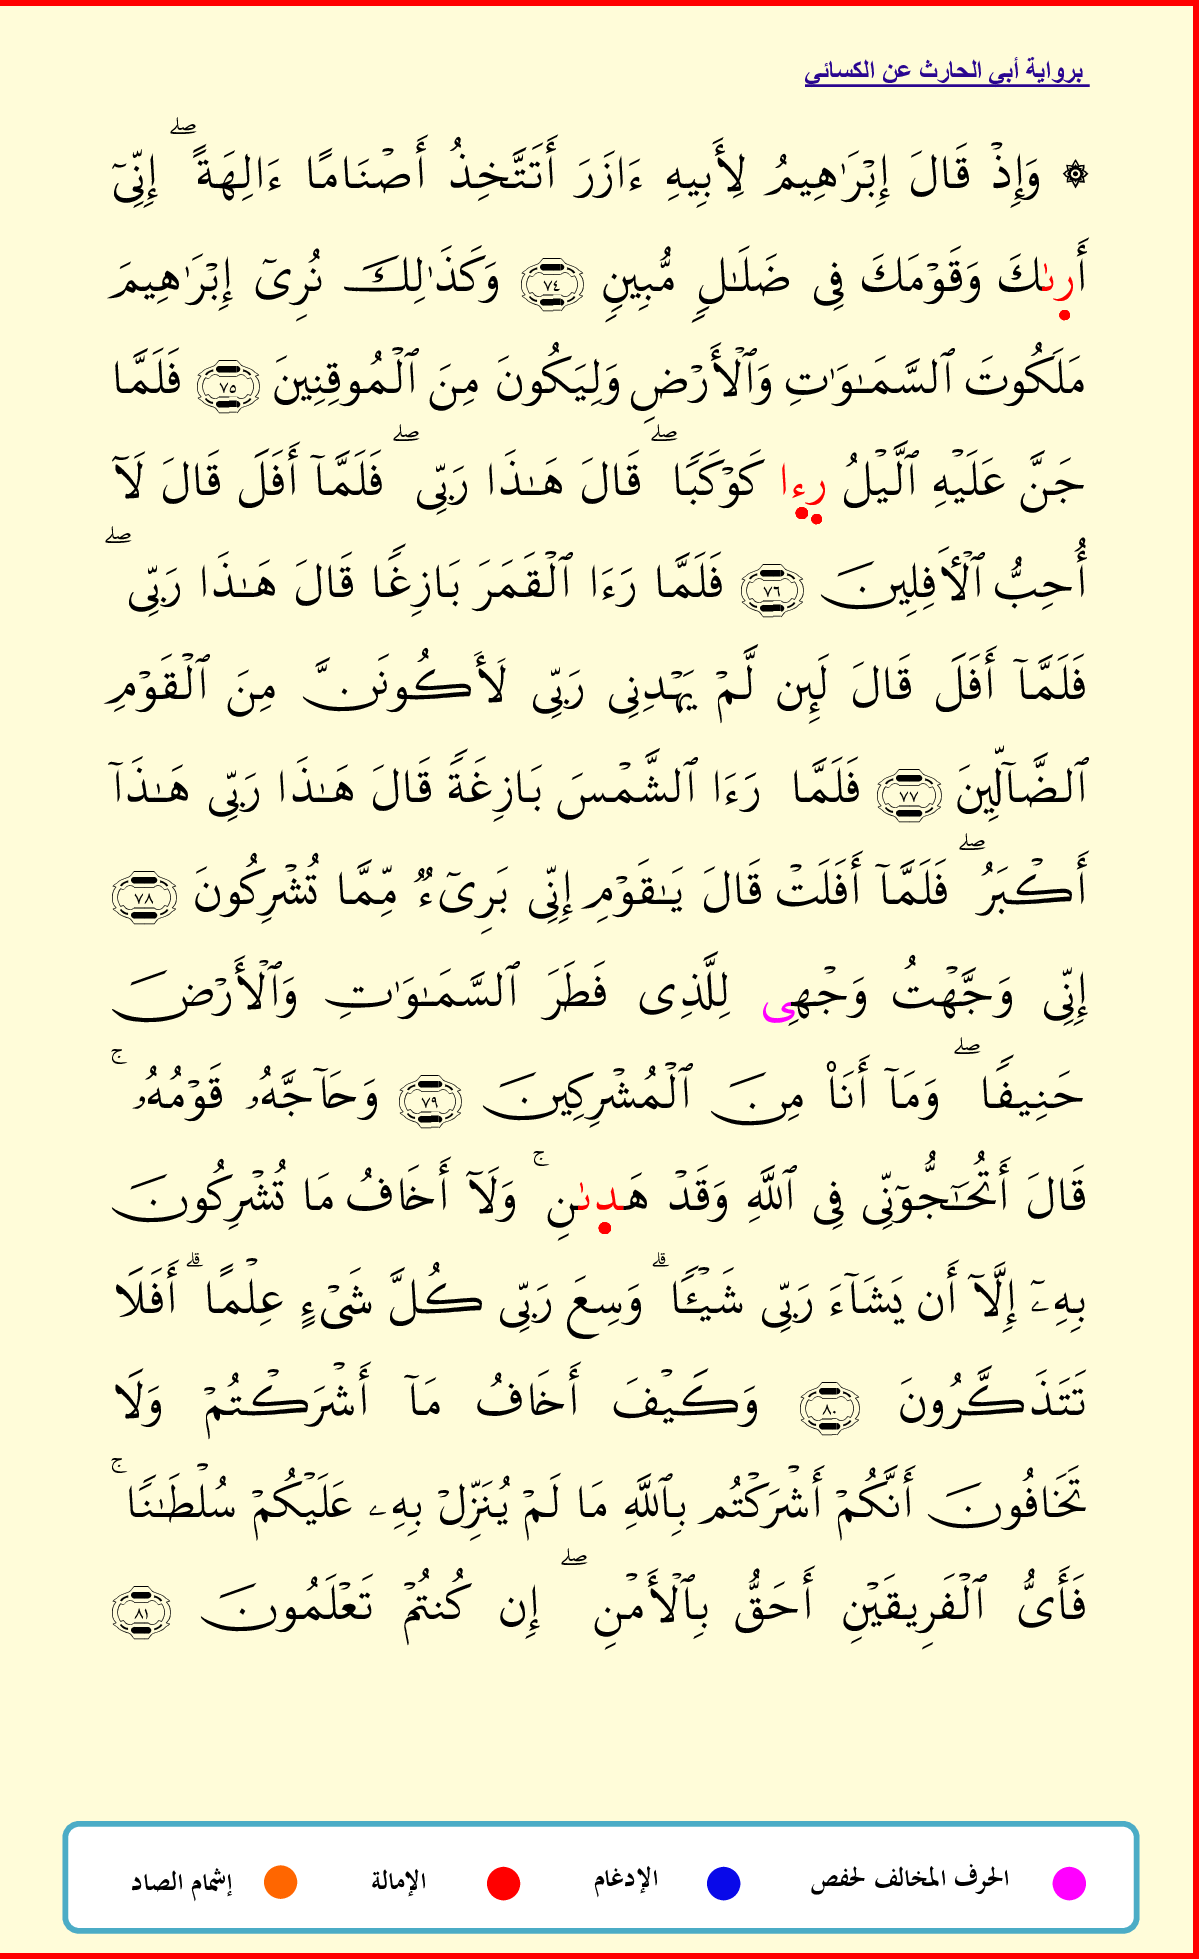 برواية أبي الحارث عن الكسائي
۞ وَإِذۡ قَالَ إِبۡرَٰهِيمُ لِأَبِيهِ ءَازَرَ أَتَتَّخِذُ أَصۡنَامًا ءَالِهَةًۖ إِنِّيٓ
أَرىٰكَ وَقَوۡمَكَ فِي ضَلَٰلٖ مُّبِينٖ ٧٤ وَكَذَٰلِكَ نُرِيٓ إِبۡرَٰهِيمَ
مَلَكُوتَ ٱلسَّمَٰوَٰتِ وَٱلۡأَرۡضِ وَلِيَكُونَ مِنَ ٱلۡمُوقِنِينَ ٧٥ فَلَمَّا
جَنَّ عَلَيۡهِ ٱلَّيۡلُ رءا كَوۡكَبٗاۖ قَالَ هَٰذَا رَبِّيۖ فَلَمَّآ أَفَلَ قَالَ لَآ
أُحِبُّ ٱلۡأٓفِلِينَ ٧٦ فَلَمَّا رَءَا ٱلۡقَمَرَ بَازِغٗا قَالَ هَٰذَا رَبِّيۖ
فَلَمَّآ أَفَلَ قَالَ لَئِن لَّمۡ يَهۡدِنِي رَبِّي لَأَكُونَنَّ مِنَ ٱلۡقَوۡمِ
ٱلضَّآلِّينَ ٧٧ فَلَمَّا رَءَا ٱلشَّمۡسَ بَازِغَةٗ قَالَ هَٰذَا رَبِّي هَٰذَآ
أَكۡبَرُۖ فَلَمَّآ أَفَلَتۡ قَالَ يَٰقَوۡمِ إِنِّي بَرِيٓءٞ مِّمَّا تُشۡرِكُونَ ٧٨
إِنِّي وَجَّهۡتُ وَجۡهِي لِلَّذِي فَطَرَ ٱلسَّمَٰوَٰتِ وَٱلۡأَرۡضَ
حَنِيفٗاۖ وَمَآ أَنَا۠ مِنَ ٱلۡمُشۡرِكِينَ ٧٩ وَحَآجَّهُۥ قَوۡمُهُۥۚ
قَالَ أَتُحَٰٓجُّوٓنِّي فِي ٱللَّهِ وَقَدۡ هَدىٰنِۚ وَلَآ أَخَافُ مَا تُشۡرِكُونَ
بِهِۦٓ إِلَّآ أَن يَشَآءَ رَبِّي شَيۡـٔٗاۗ وَسِعَ رَبِّي كُلَّ شَيۡءٍ عِلۡمًاۗ أَفَلَا
تَتَذَكَّرُونَ ٨٠ وَكَيۡفَ أَخَافُ مَآ أَشۡرَكۡتُمۡ وَلَا
تَخَافُونَ أَنَّكُمۡ أَشۡرَكۡتُم بِٱللَّهِ مَا لَمۡ يُنَزِّلۡ بِهِۦ عَلَيۡكُمۡ سُلۡطَٰنٗاۚ
فَأَيُّ ٱلۡفَرِيقَيۡنِ أَحَقُّ بِٱلۡأَمۡنِۖ إِن كُنتُمۡ تَعۡلَمُونَ ٨١
الحرف المخالف لحفص الإدغام الإمالة إشمام الصاد